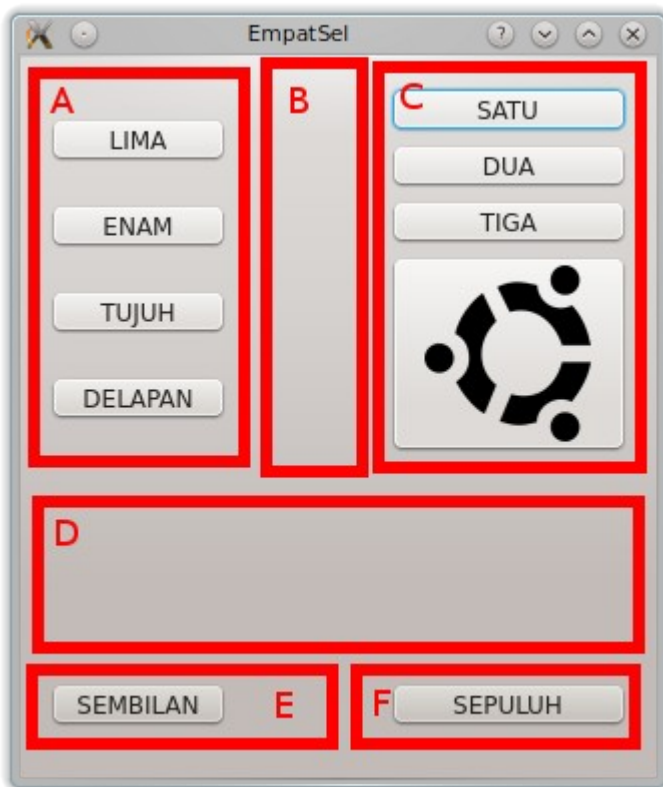 EmpatSel
?
A
B
C
LIMA
ENAM
TUJUH
DELAPAN
SATU
DUA
TIGA
D
SEMBILAN
E
F
SEPULUH